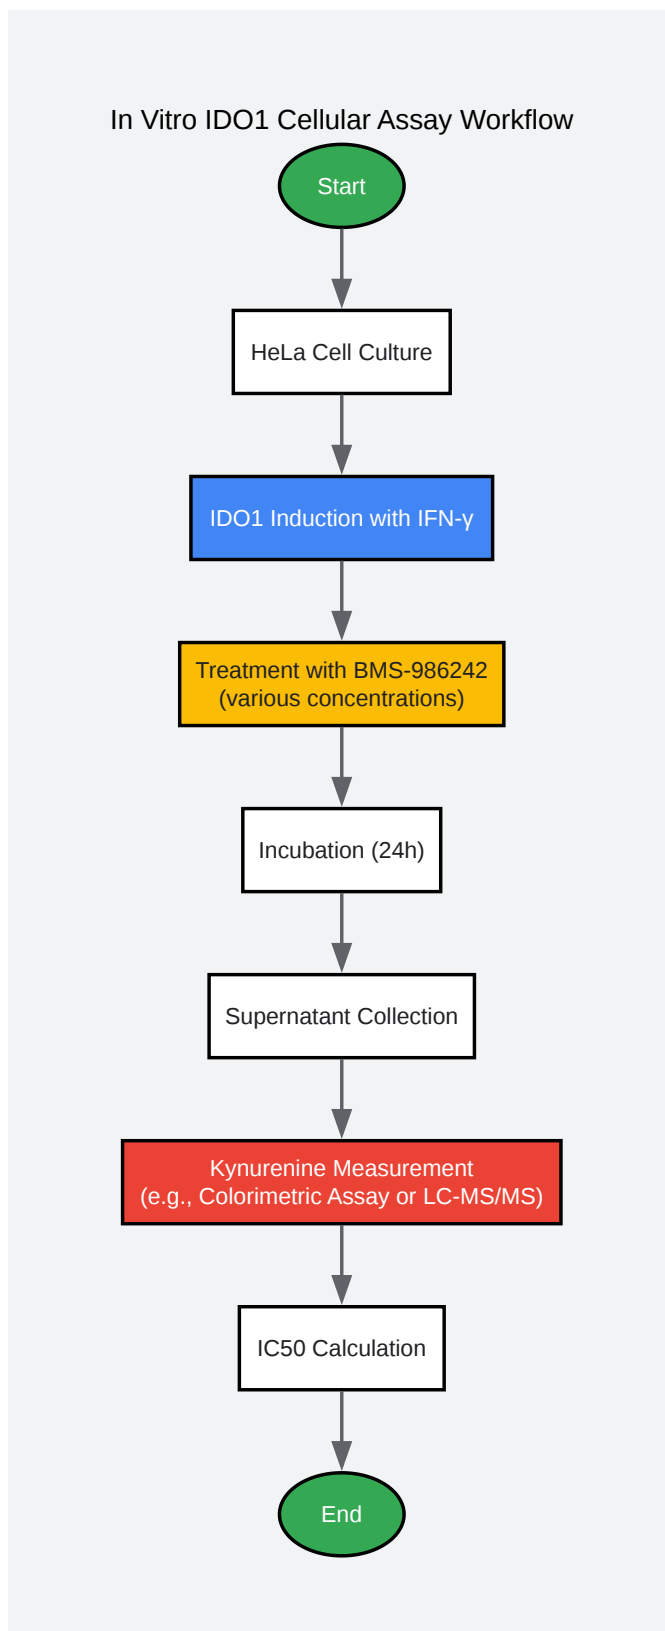 In Vitro IDO1 Cellular Assay Workflow
Start
HeLa Cell Culture
IDO1 Induction with IFN-γ
Treatment with BMS-986242
(various concentrations)
Incubation (24h)
Supernatant Collection
Kynurenine Measurement
(e.g., Colorimetric Assay or LC-MS/MS)
IC50 Calculation
End